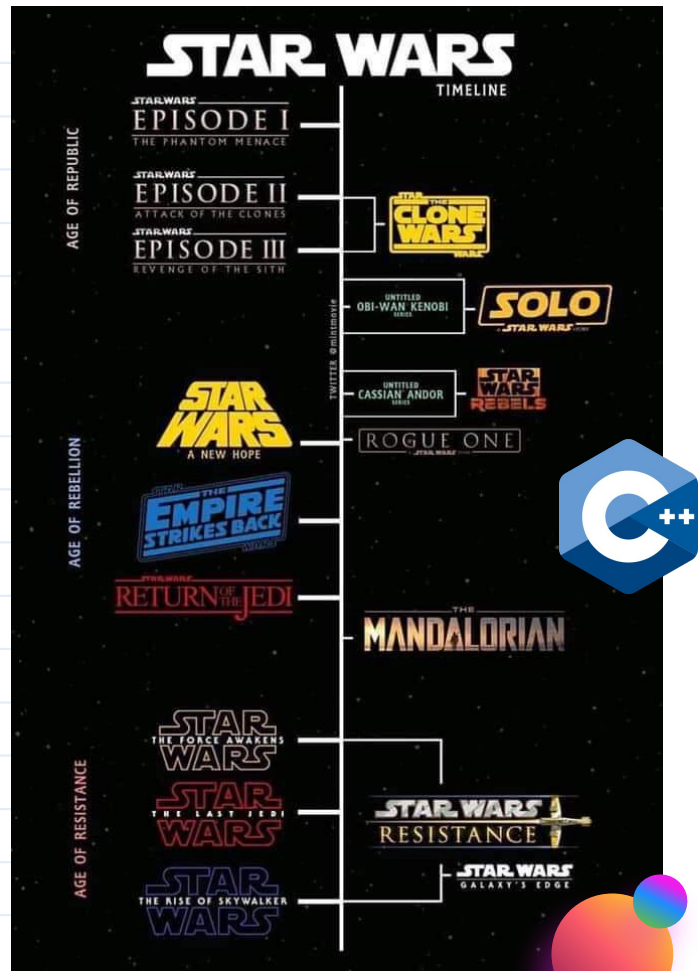 STAR WARS
TIMELINE
AGE OF REPUBLIC
STAR WARS
EPISODE I
THE PHANTOM MENACE
STAR WARS
EPISODE II
ATTACK OF THE CLONES
STAR WARS
EPISODE III
REVENGE OF THE SITH
STAR
THE
CLONE
WARS
WARS
UNTITLED
OBI-WAN KENOBI
SERIES
SOLO
A STAR WARS STORY
TWITTER @mintmovie
UNTITLED
CASSIAN ANDOR
SERIES
STAR
WARS
REBELS
AGE OF REBELLION
STAR
WARS
A NEW HOPE
ROGUE ONE
A STAR WARS STORY
STAR
THE
EMPIRE
STRIKES BACK
WARS
C++
STAR WARS
RETURN OF THE JEDI
THE
MANDALORIAN
AGE OF RESISTANCE
STAR
THE FORCE AWAKENS
WARS
STAR
THE LAST JEDI
WARS
STAR WARS
RESISTANCE
STAR
THE RISE OF SKYWALKER
WARS
STAR WARS
GALAXY'S EDGE